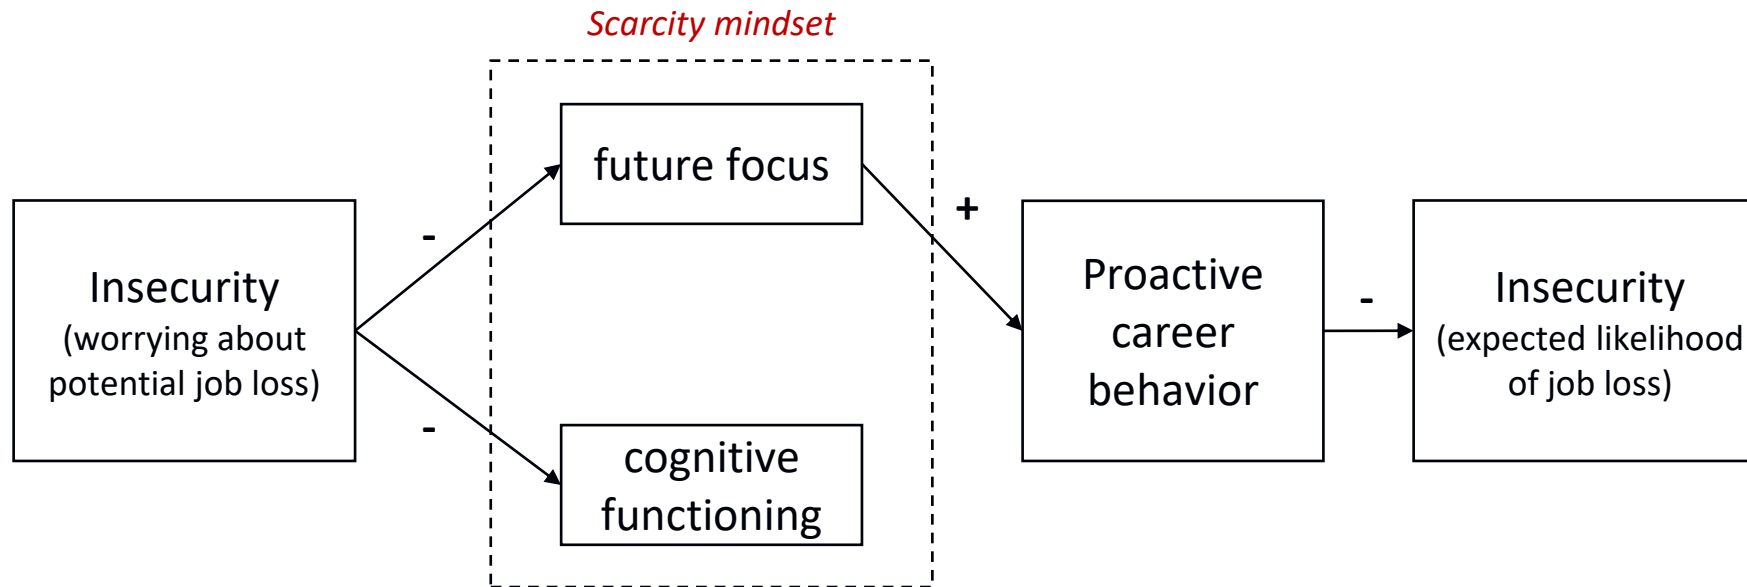 Scarcity mindset
Insecurity
(worrying about
potential job loss)
-
-
future focus
cognitive
functioning
+
Proactive
career
behavior
-
Insecurity
(expected likelihood
of job loss)